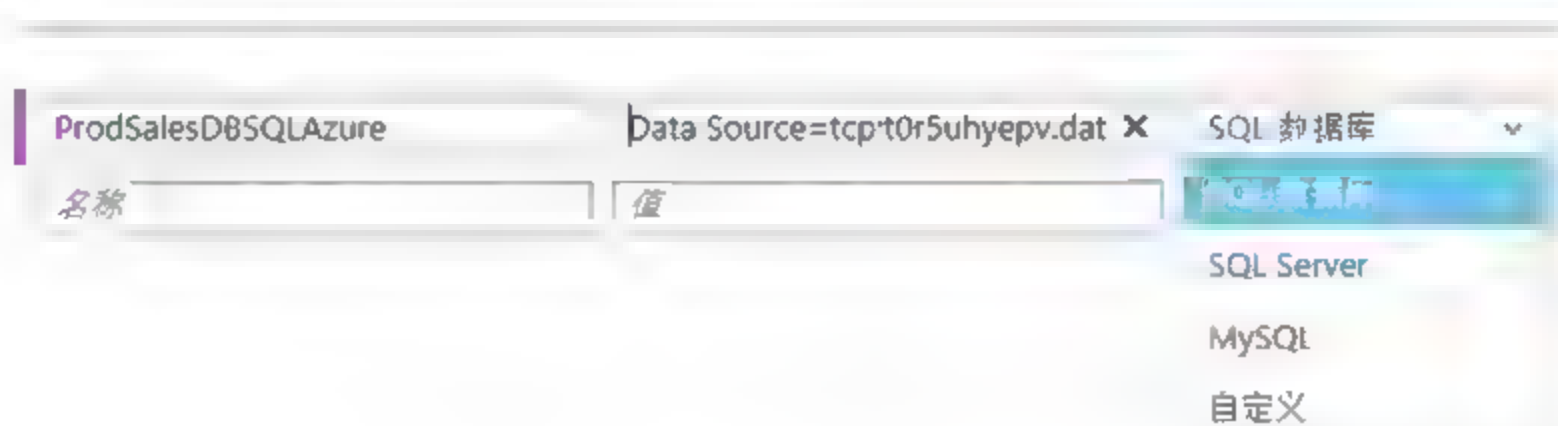 ProdSalesDBSQLAzure Data Source=tcp:t0r5uhyepv.dat × SQL 数据库
名称 值
SQL Server
MySQL
自定义